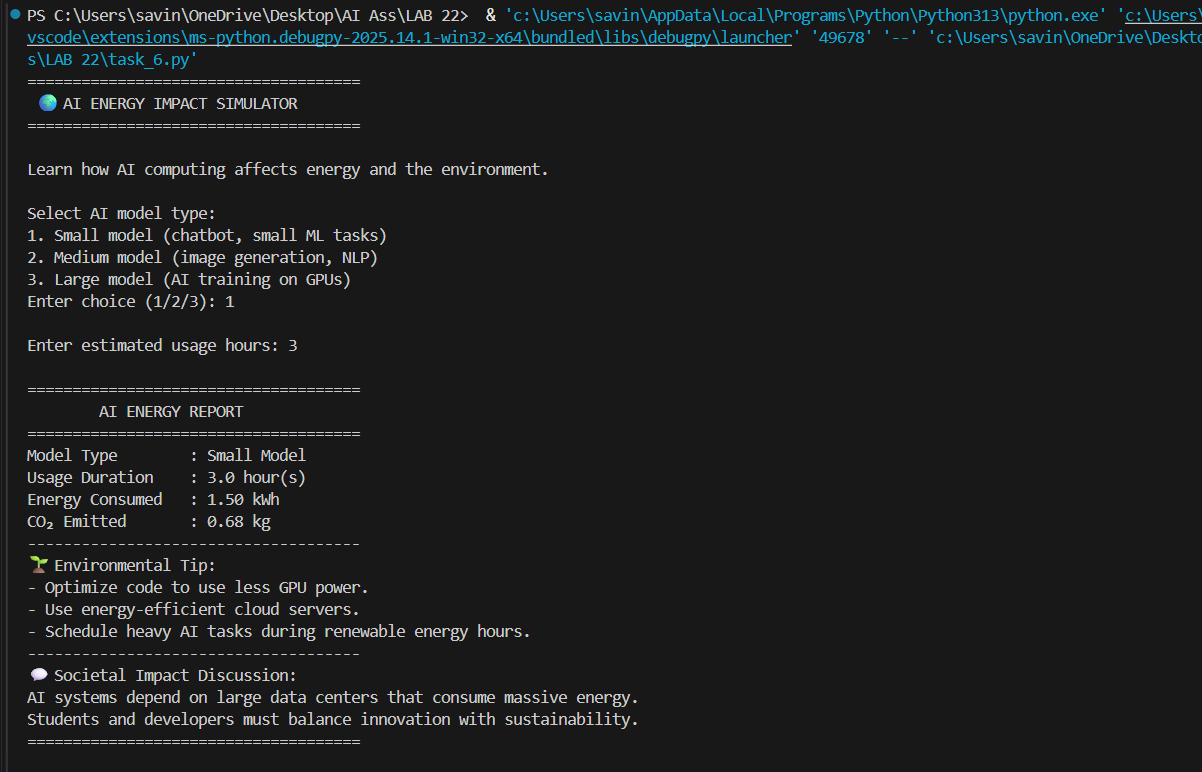 PS C:\Users\savin\OneDrive\Desktop\AI Ass\LAB 22>  & 'c:\Users\savin\AppData\Local\Programs\Python\Python313\python.exe' 'c:\Users
vscode\extensions\ms-python.debugpy-2025.14.1-win32-x64\bundled\libs\debugpy\launcher' '49678' '--' 'c:\Users\savin\OneDrive\Deskto
s\LAB 22\task_6.py'
=====================================
🌍 AI ENERGY IMPACT SIMULATOR
=====================================
Learn how AI computing affects energy and the environment.
Select AI model type:
1. Small model (chatbot, small ML tasks)
2. Medium model (image generation, NLP)
3. Large model (AI training on GPUs)
Enter choice (1/2/3): 1
Enter estimated usage hours: 3
=====================================
AI ENERGY REPORT
=====================================
Model Type        : Small Model
Usage Duration    : 3.0 hour(s)
Energy Consumed   : 1.50 kWh
CO₂ Emitted       : 0.68 kg
-------------------------------------
🌱 Environmental Tip:
- Optimize code to use less GPU power.
- Use energy-efficient cloud servers.
- Schedule heavy AI tasks during renewable energy hours.
-------------------------------------
💬 Societal Impact Discussion:
AI systems depend on large data centers that consume massive energy.
Students and developers must balance innovation with sustainability.
=====================================